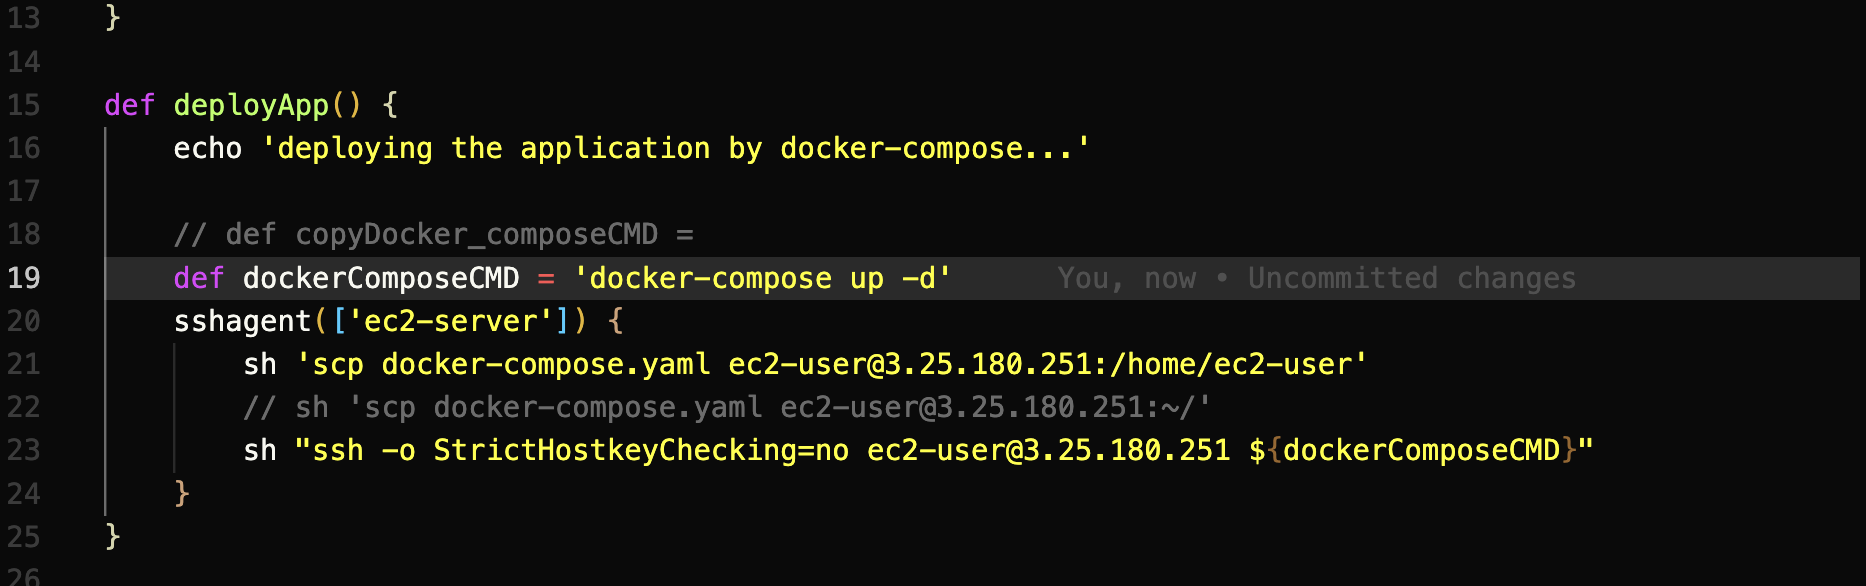 13 }
14
15 def deployApp() {
16 echo 'deploying the application by docker-compose...'
17
18 // def copyDocker_composeCMD =
19 def dockerComposeCMD = 'docker-compose up -d' You, now • Uncommitted changes
20 sshagent(['ec2-server']) {
21 sh 'scp docker-compose.yaml ec2-user@3.25.180.251:/home/ec2-user'
22 // sh 'scp docker-compose.yaml ec2-user@3.25.180.251:~/'
23 sh "ssh -o StrictHostkeyChecking=no ec2-user@3.25.180.251 ${dockerComposeCMD}"
24 }
25 }
26